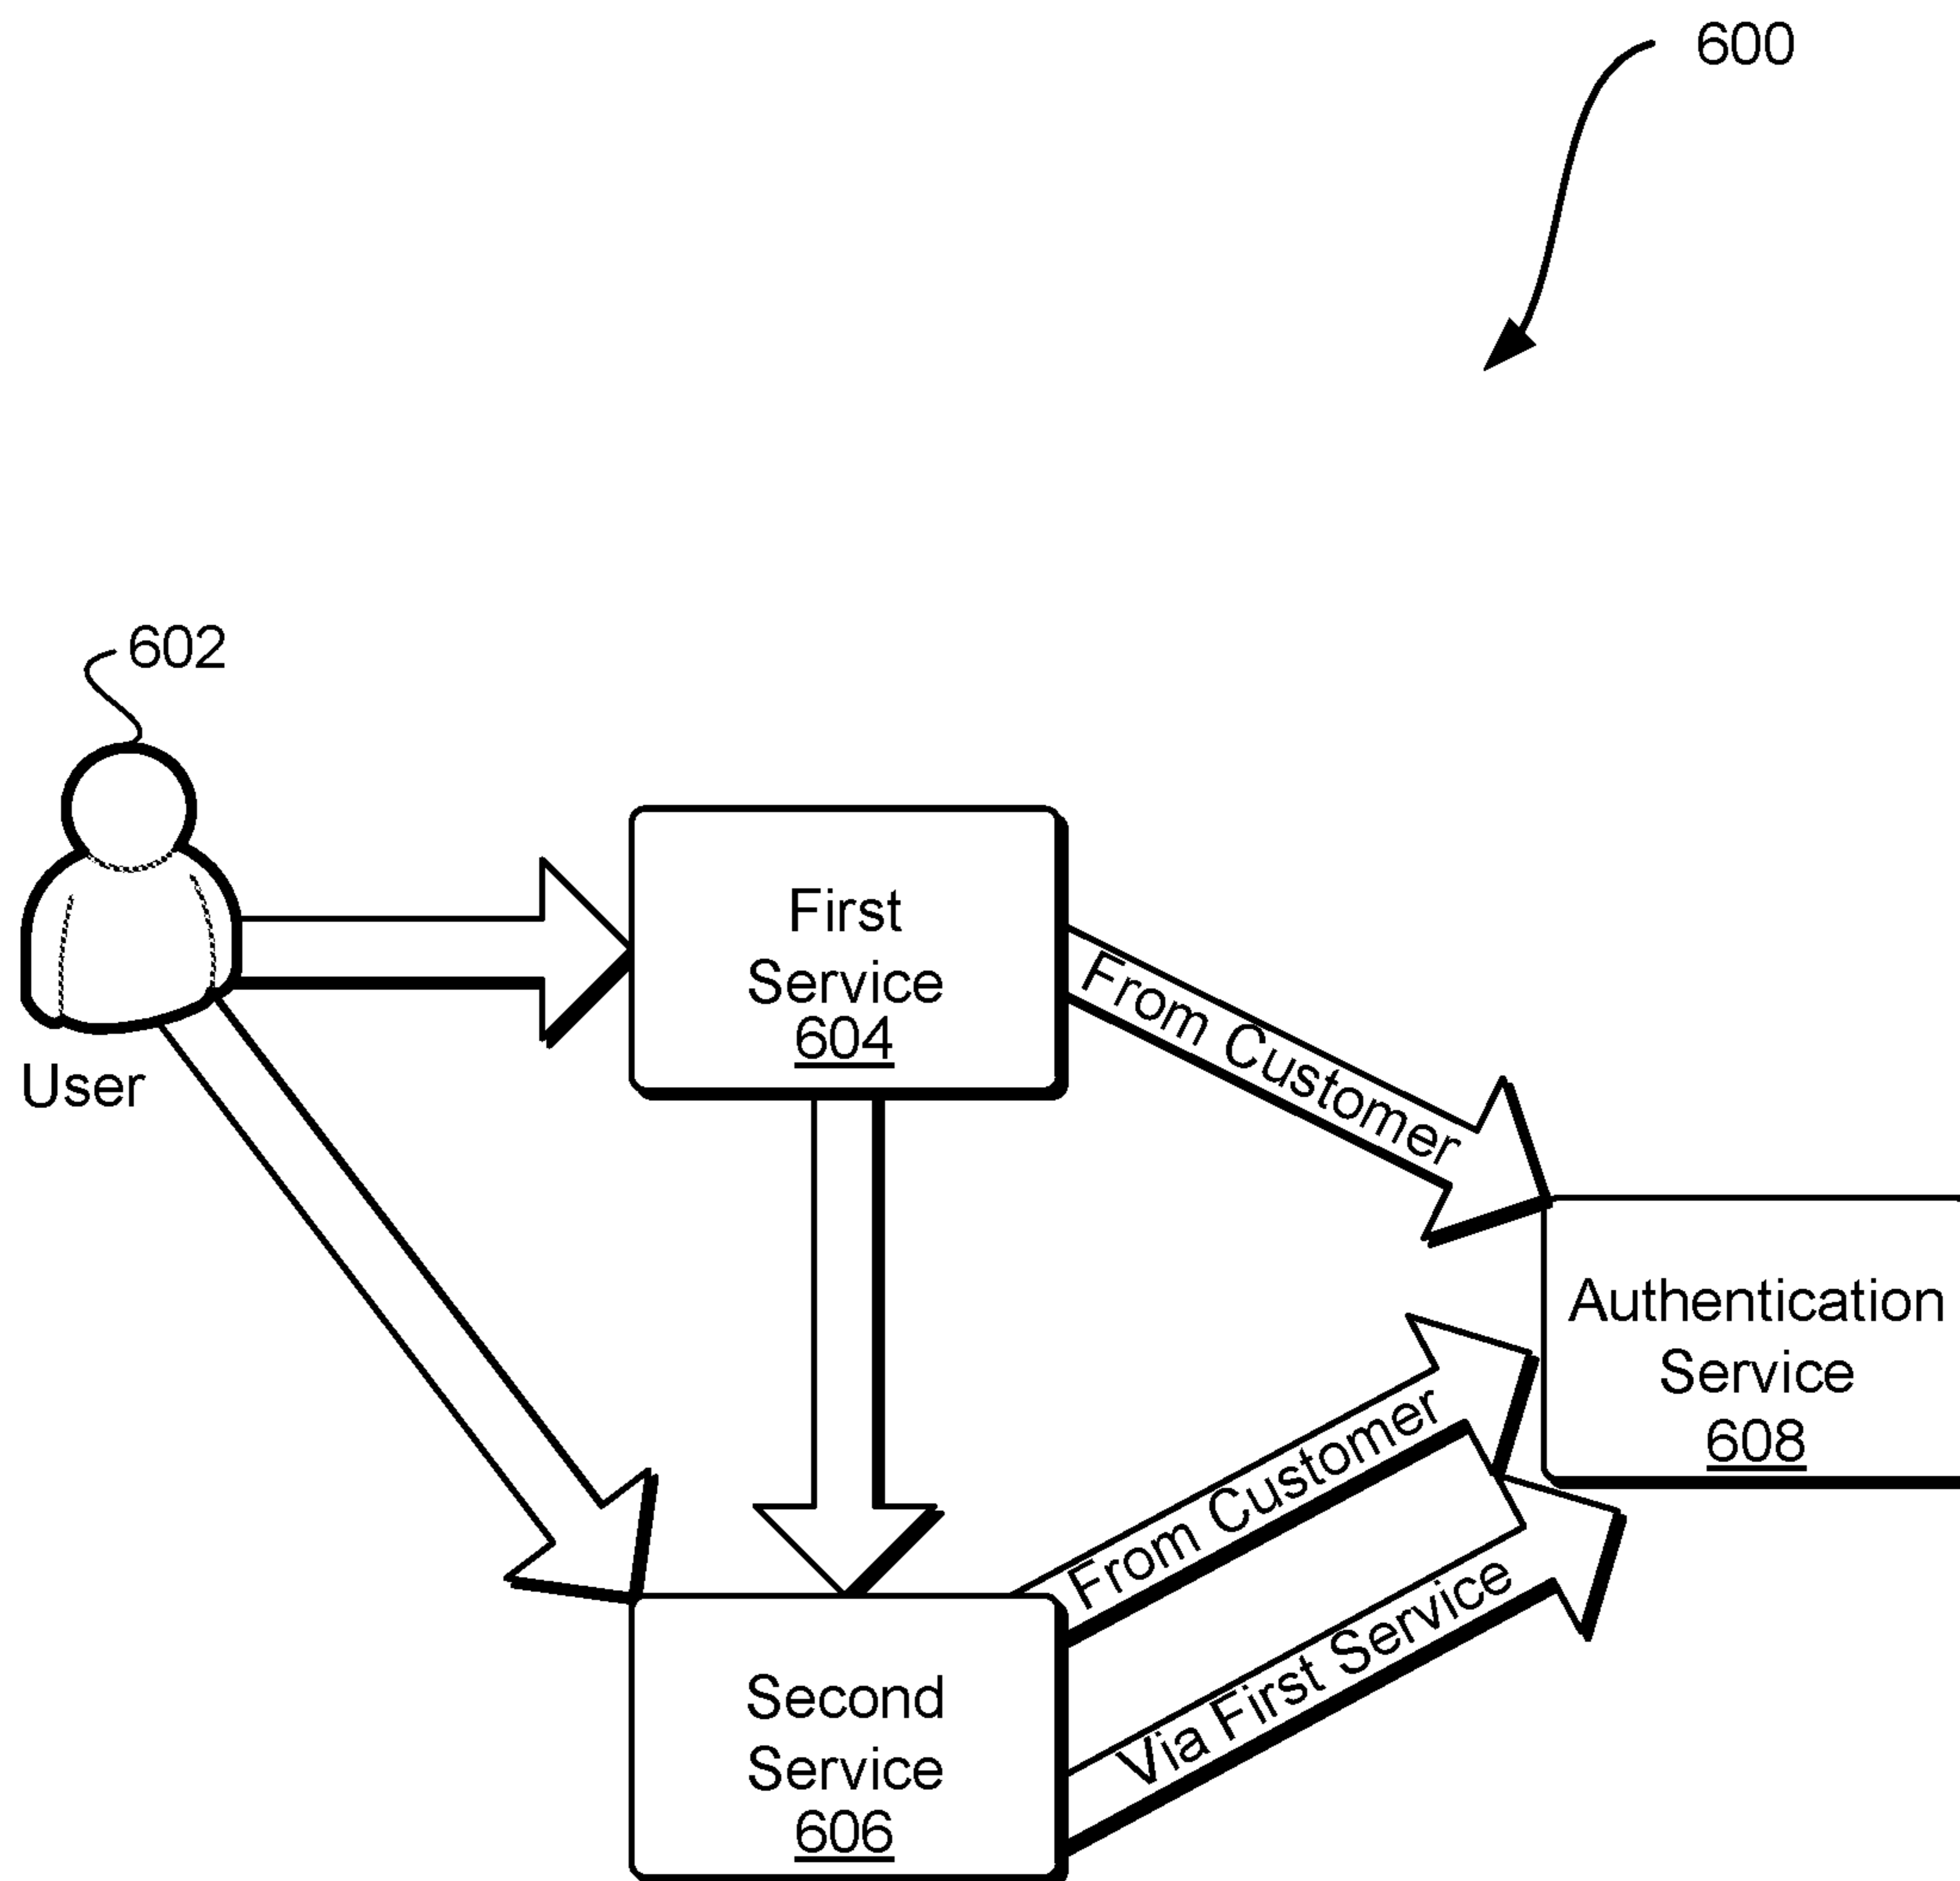 600
602
User
First
Service
604
From Customer
Authentication
Service
608
From Customer
Via First Service
Second
Service
606